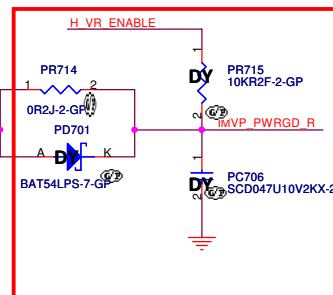 H_VR_ENABLE
PR714
1 2
0R2J-2-GP
PD701
A DY K
BAT54LPS-7-GP
1
DY
2
PR715
10KR2F-2-GP
IMVP_PWRGD_R
1
DY
2
PC706
SCD047U10V2KX-2